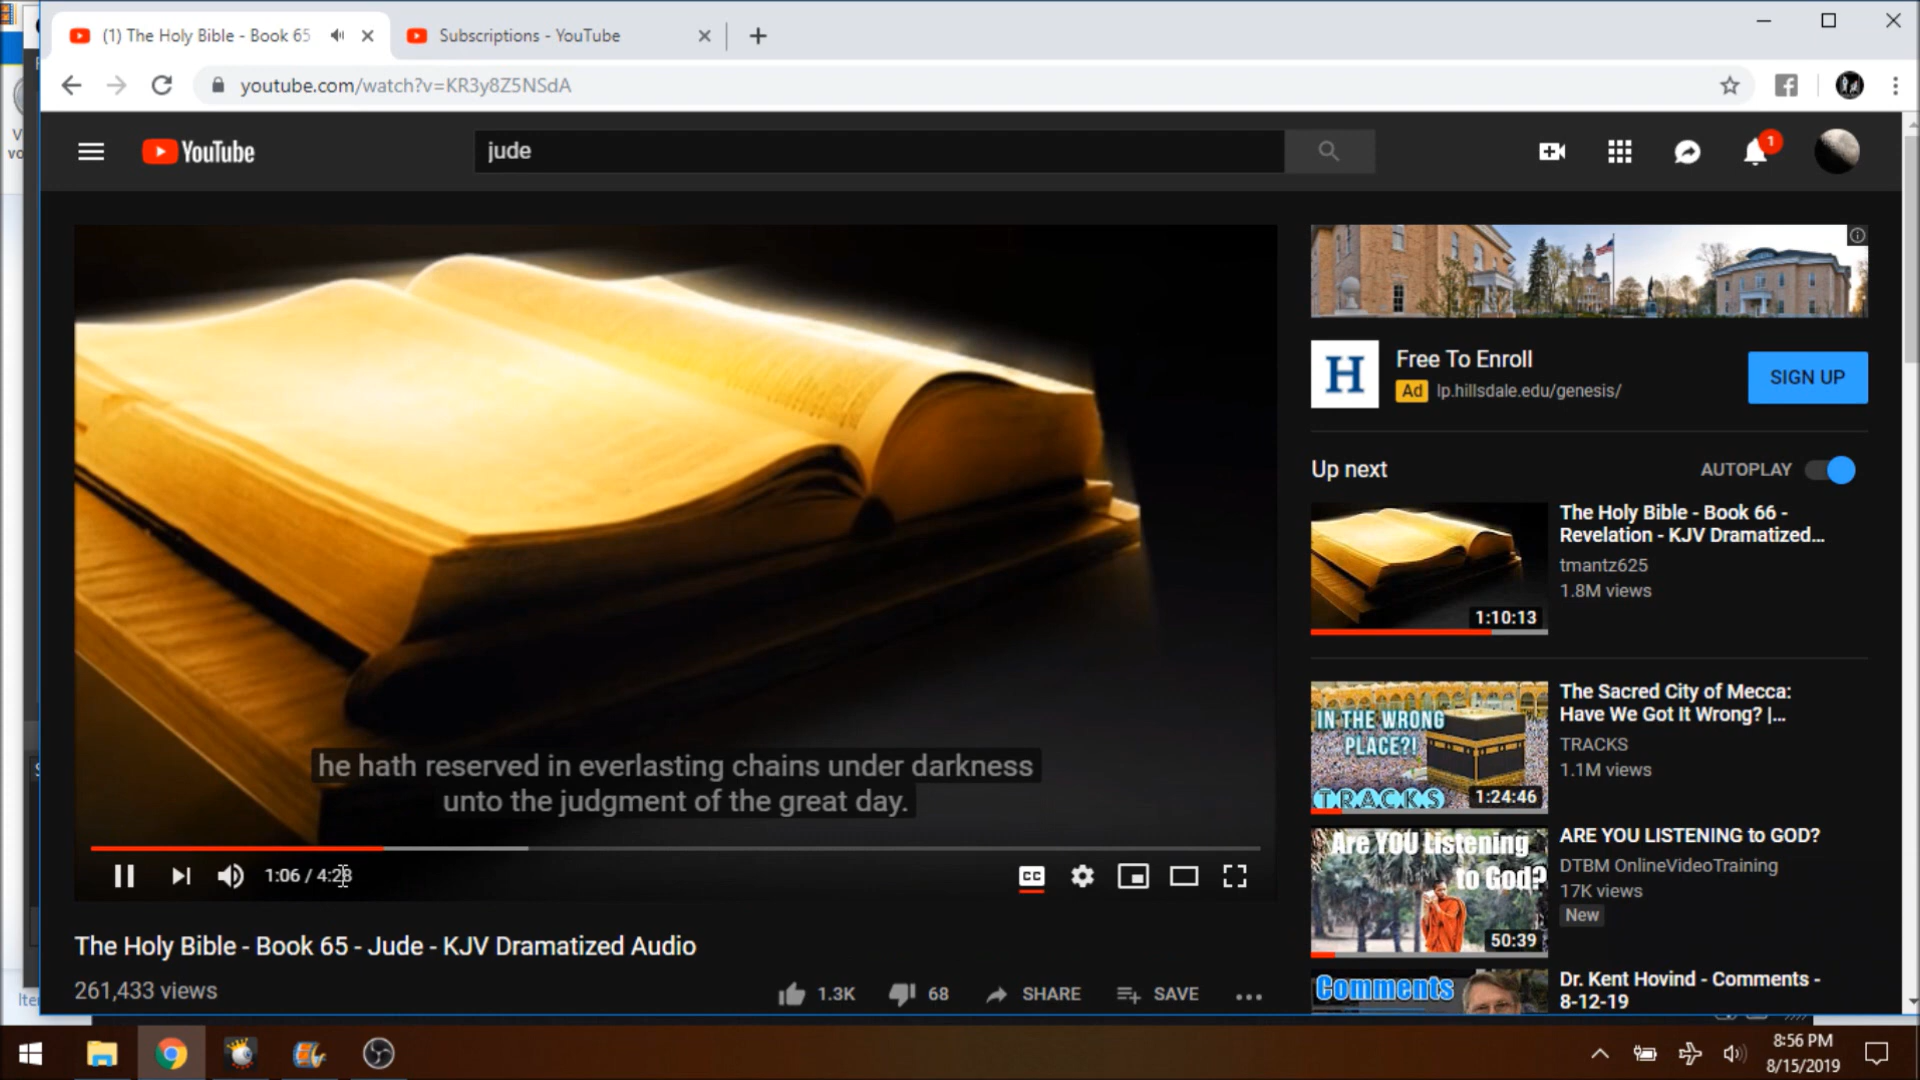 (1) The Holy Bible - Book 65
Subscriptions - YouTube
youtube.com/watch?v=KR3y8Z5NSdA
YouTube
jude
1
he hath reserved in everlasting chains under darkness
unto the judgment of the great day.
1:06 / 4:28
CC
The Holy Bible - Book 65 - Jude - KJV Dramatized Audio
261,433 views
1.3K
68
SHARE
SAVE
H
Free To Enroll
Ad lp.hillsdale.edu/genesis/
SIGN UP
Up next
AUTOPLAY
The Holy Bible - Book 66 -
Revelation - KJV Dramatized...
tmantz625
1.8M views
1:10:13
IN THE WRONG
PLACE?!
TRACKS
1:24:46
The Sacred City of Mecca:
Have We Got It Wrong? |...
TRACKS
1.1M views
Are YOU Listening
to God?
50:39
ARE YOU LISTENING to GOD?
DTBM OnlineVideoTraining
17K views
New
Comments
Dr. Kent Hovind - Comments -
8-12-19
8:56 PM
8/15/2019